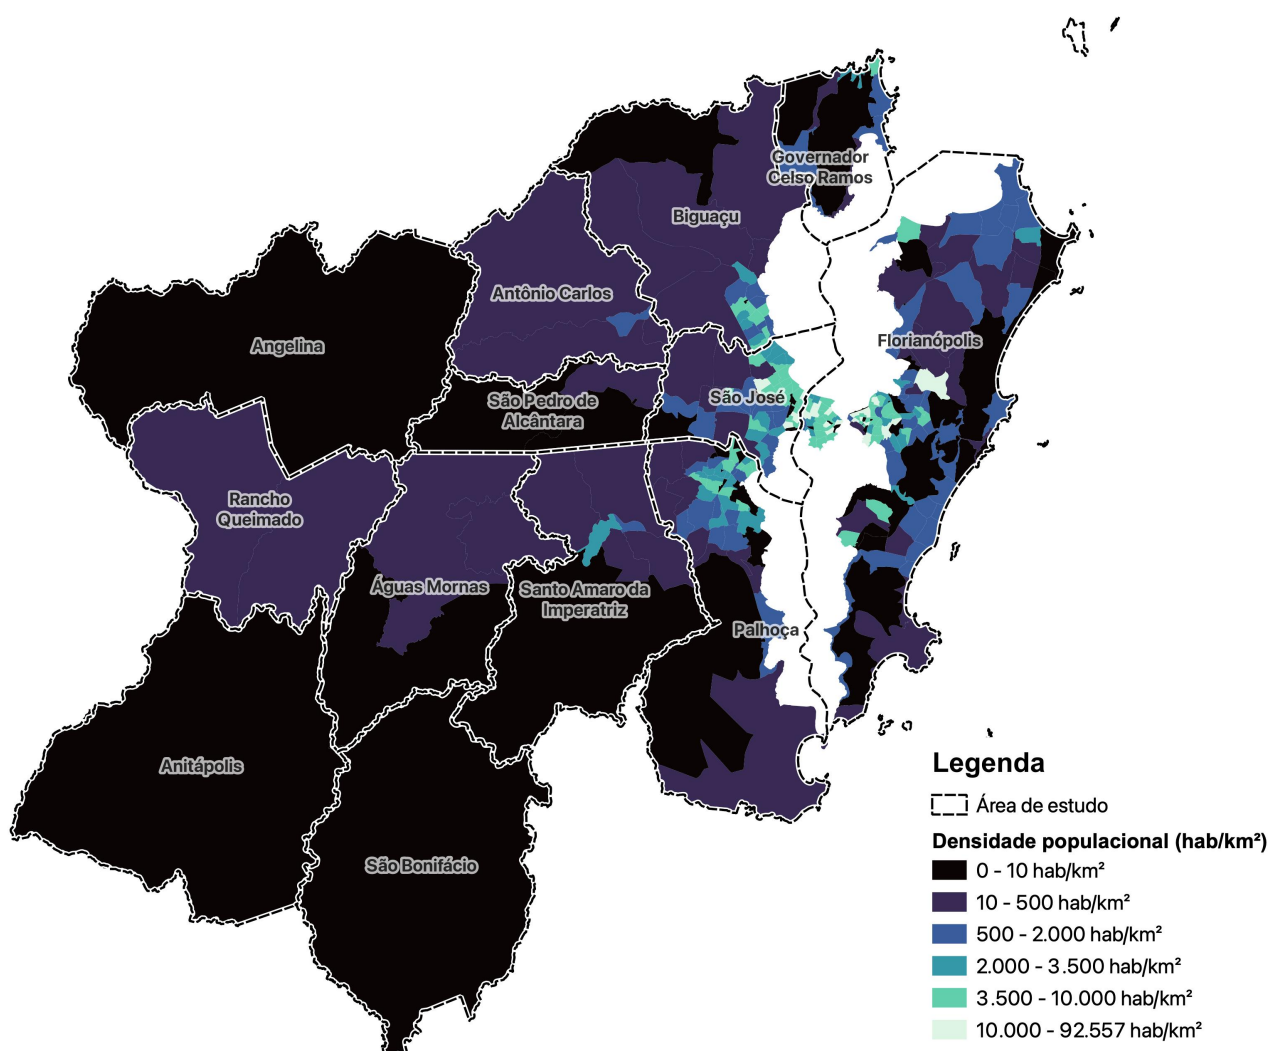 Governador
Celso Ramos
Biguaçu
Antônio Carlos
Angelina
Florianópolis
São José
São Pedro de
Alcântara
Rancho
Queimado
Águas Mornas
Santo Amaro da
Imperatriz
Palhoça
Anitápolis
São Bonifácio
Legenda
Área de estudo
Densidade populacional (hab/km²)
0 - 10 hab/km²
10 - 500 hab/km²
500 - 2.000 hab/km²
2.000 - 3.500 hab/km²
3.500 - 10.000 hab/km²
10.000 - 92.557 hab/km²